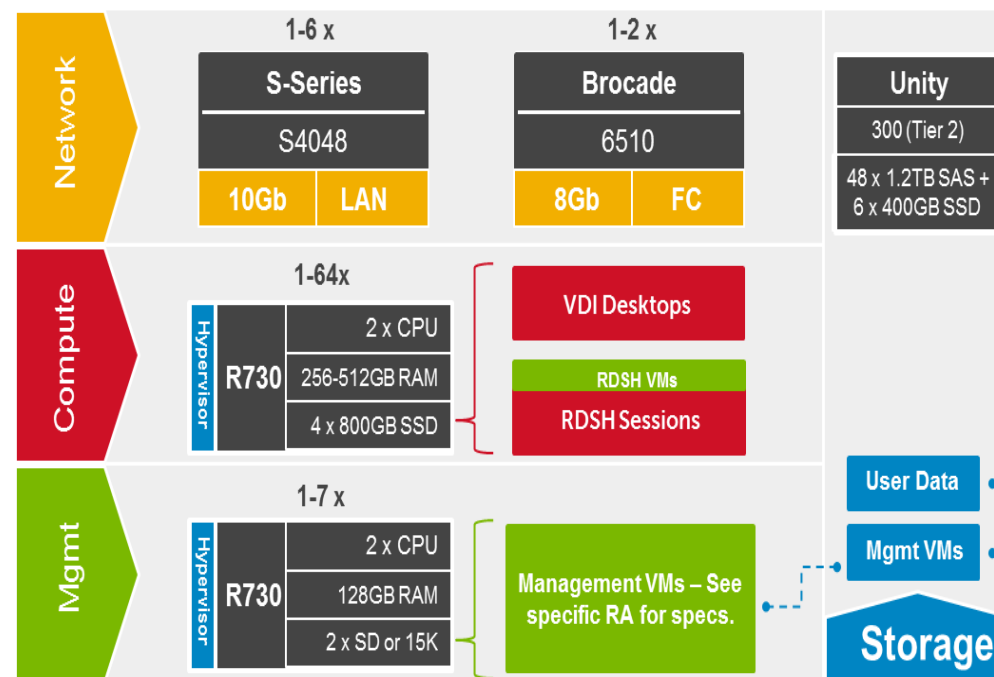 Network
1-6 x
S-Series
S4048
10Gb
LAN
1-2 x
Brocade
6510
8Gb
FC
Unity
300 (Tier 2)
48 x 1.2TB SAS +
6 x 400GB SSD
Compute
1-64x
Hypervisor
R730
2 x CPU
256-512GB RAM
4 x 800GB SSD
VDI Desktops
RDSH VMs
RDSH Sessions
Mgmt
1-7 x
Hypervisor
R730
2 x CPU
128GB RAM
2 x SD or 15K
Management VMs – See
specific RA for specs.
User Data
Mgmt VMs
Storage